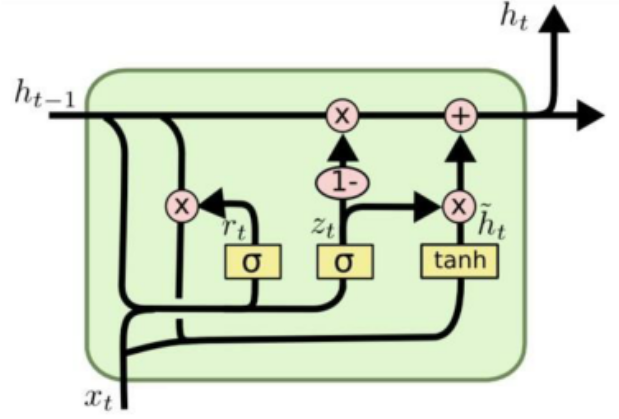 h_t
h_{t-1}
x
+
1-
x
r_t
z_t
x
h̃_t
σ
σ
tanh
x_t